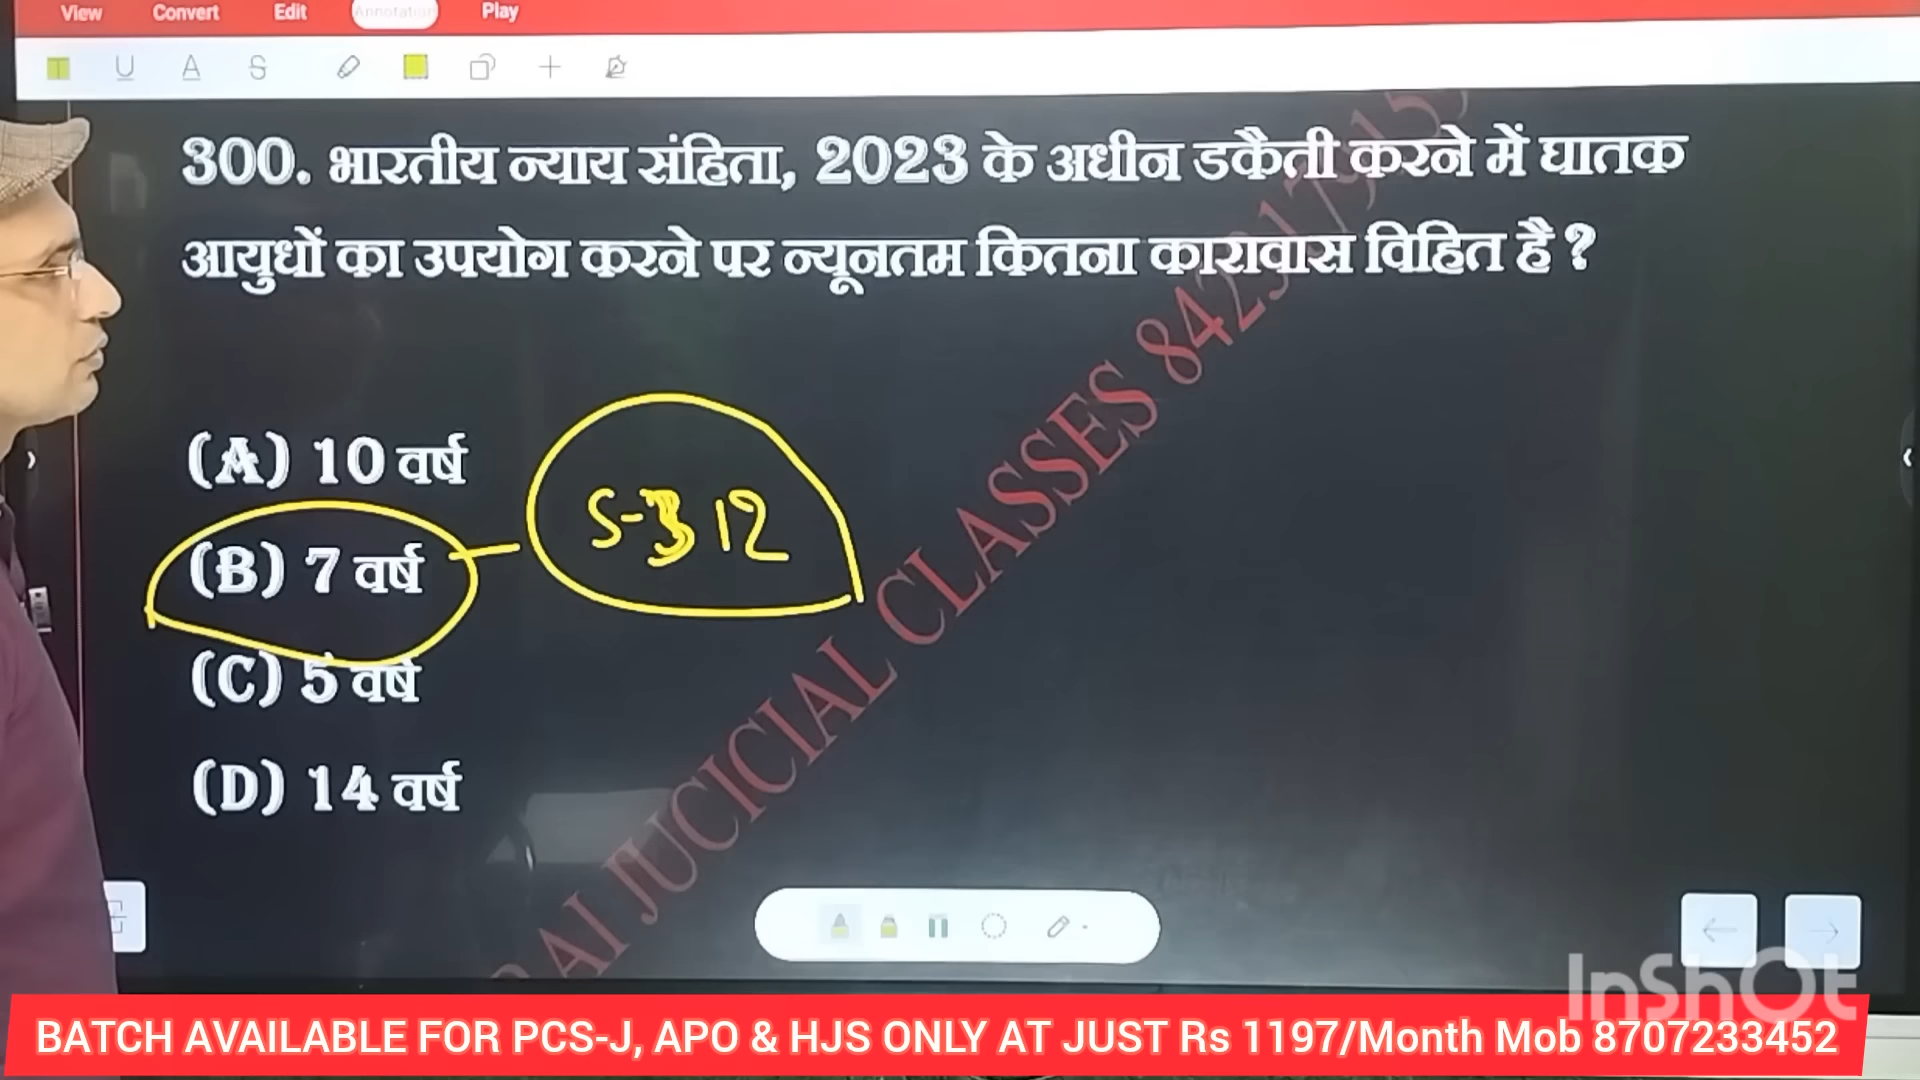 View Convert Edit Annotation Play
300. भारतीय न्याय संहिता, 2023 के अधीन डकैती करने में घातक
आयुधों का उपयोग करने पर न्यूनतम कितना कारावास विहित है ?
(A) 10 वर्ष
(B) 7 वर्ष
S-312
(C) 5 वर्ष
(D) 14 वर्ष
RAI JUCICIAL CLASSES
InShOt
BATCH AVAILABLE FOR PCS-J, APO & HJS ONLY AT JUST Rs 1197/Month Mob 8707233452